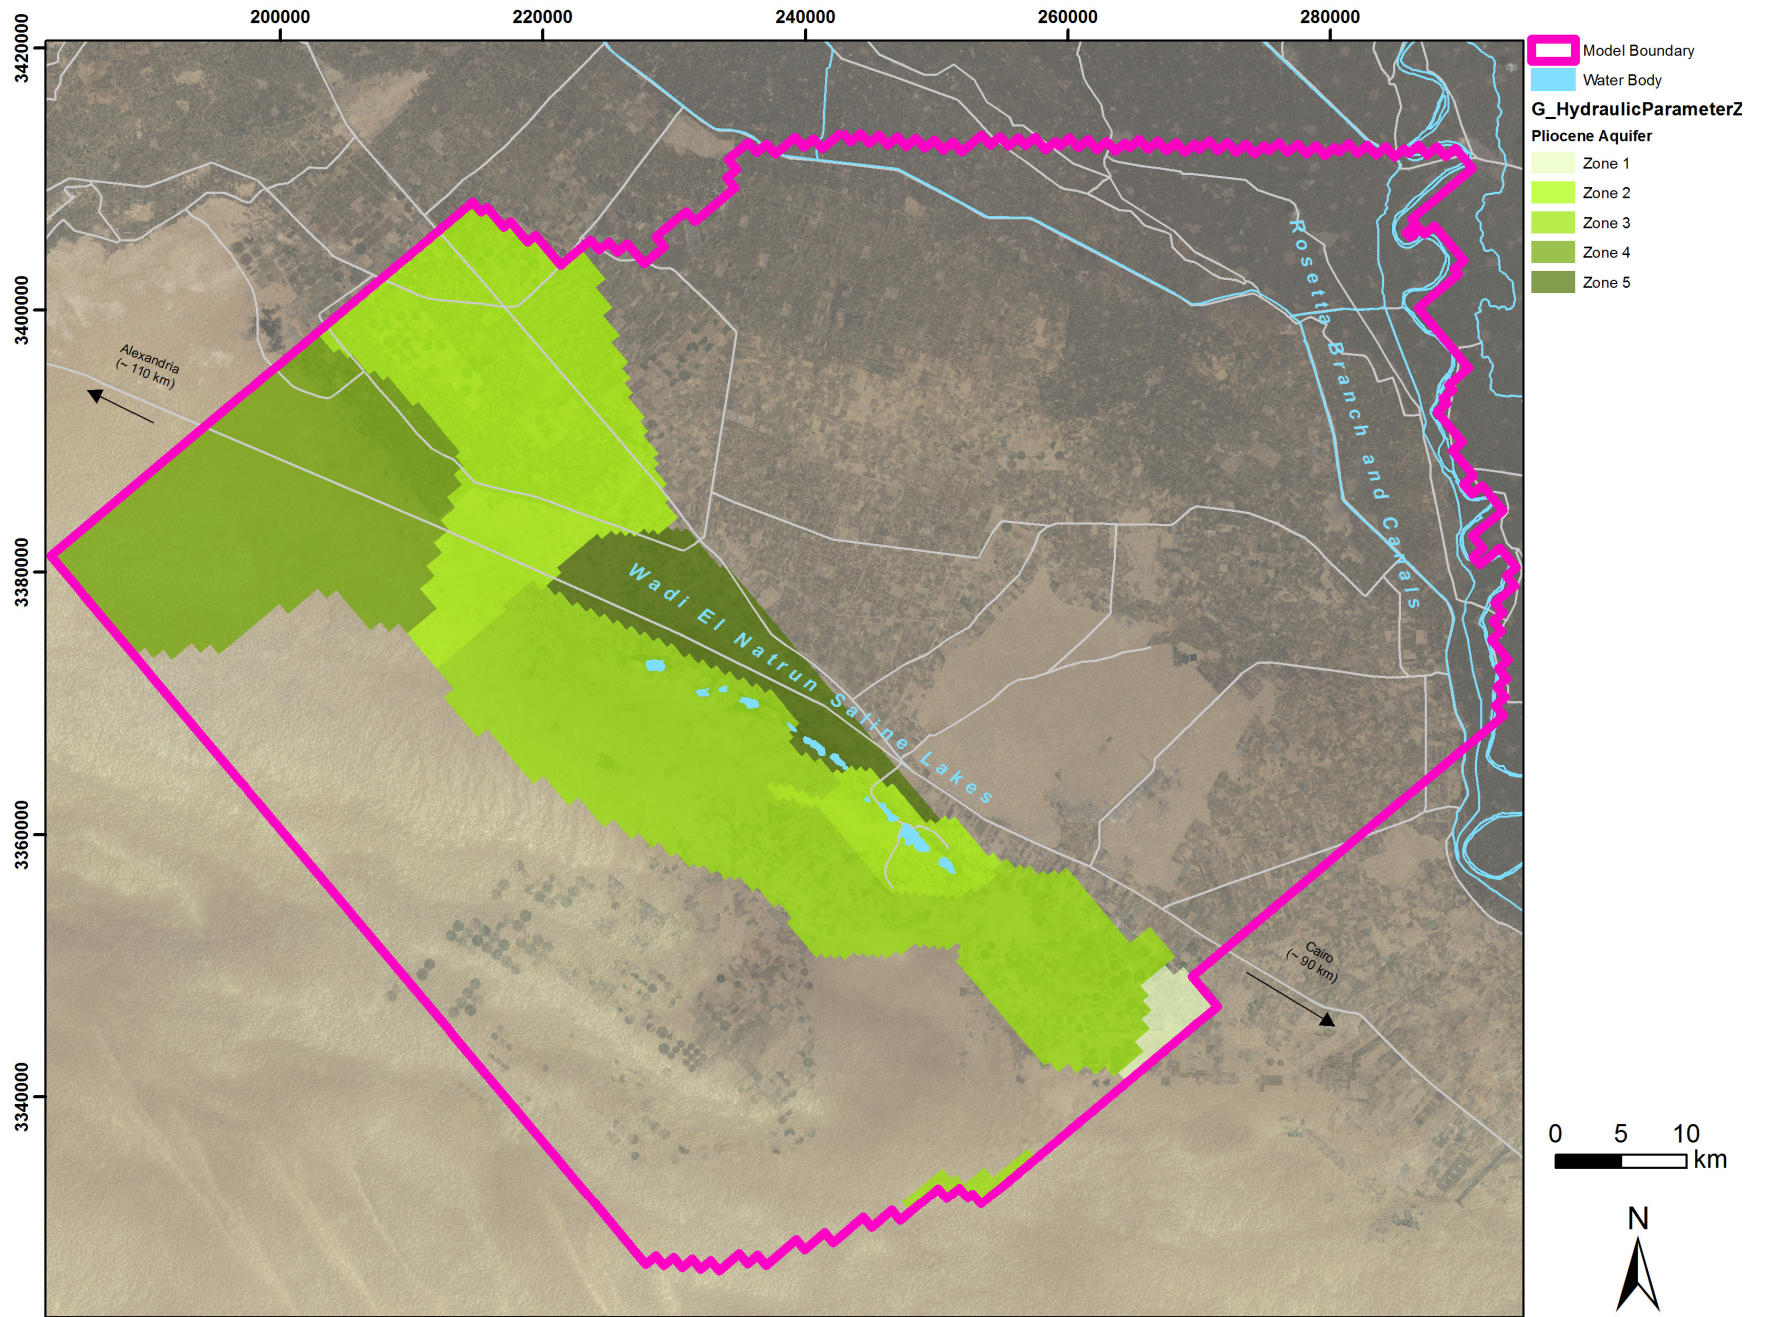 200000
220000
240000
260000
280000
3420000
3400000
3380000
3360000
3340000
Alexandria
(~ 110 km)
Rosetta Branch and Canals
Wadi El Natrun Saline Lakes
Cairo
(~ 90 km)
Model Boundary
Water Body
G_HydraulicParameterZ
Pliocene Aquifer
Zone 1
Zone 2
Zone 3
Zone 4
Zone 5
0 5 10
km
N